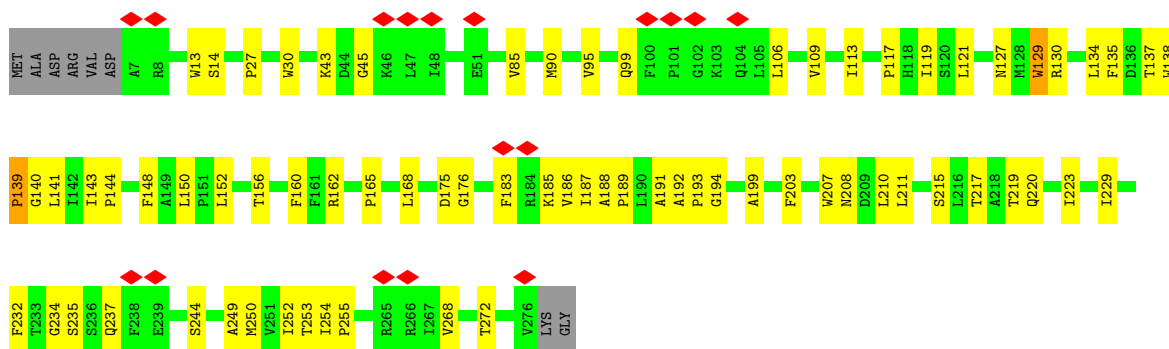 MET ALA ASP ARG VAL ASP A7 R8 W13 S14 P27 W30 K43 D44 G45 K46 L47 I48 E51 V85 M90 V95 Q99 F100 P101 G102 K103 Q104 L105 L106 V109 I113 P117 H118 I119 S120 L121 N127 M128 W129 R130 L134 F135 D136 T137 W138
P139 G140 L141 I142 I143 P144 F148 A149 L150 P151 L152 T156 F160 F161 R162 P165 L168 D175 G176 F183 R184 K185 V186 I187 A188 P189 L190 A191 A192 P193 G194 A199 F203 W207 N208 D209 L210 L211 S215 L216 T217 A218 T219 Q220 I223 I229
F232 T233 G234 S235 S236 Q237 F238 E239 S244 A249 M250 V251 I252 T253 I254 P255 R265 R266 I267 V268 T272 V276 LYS GLY